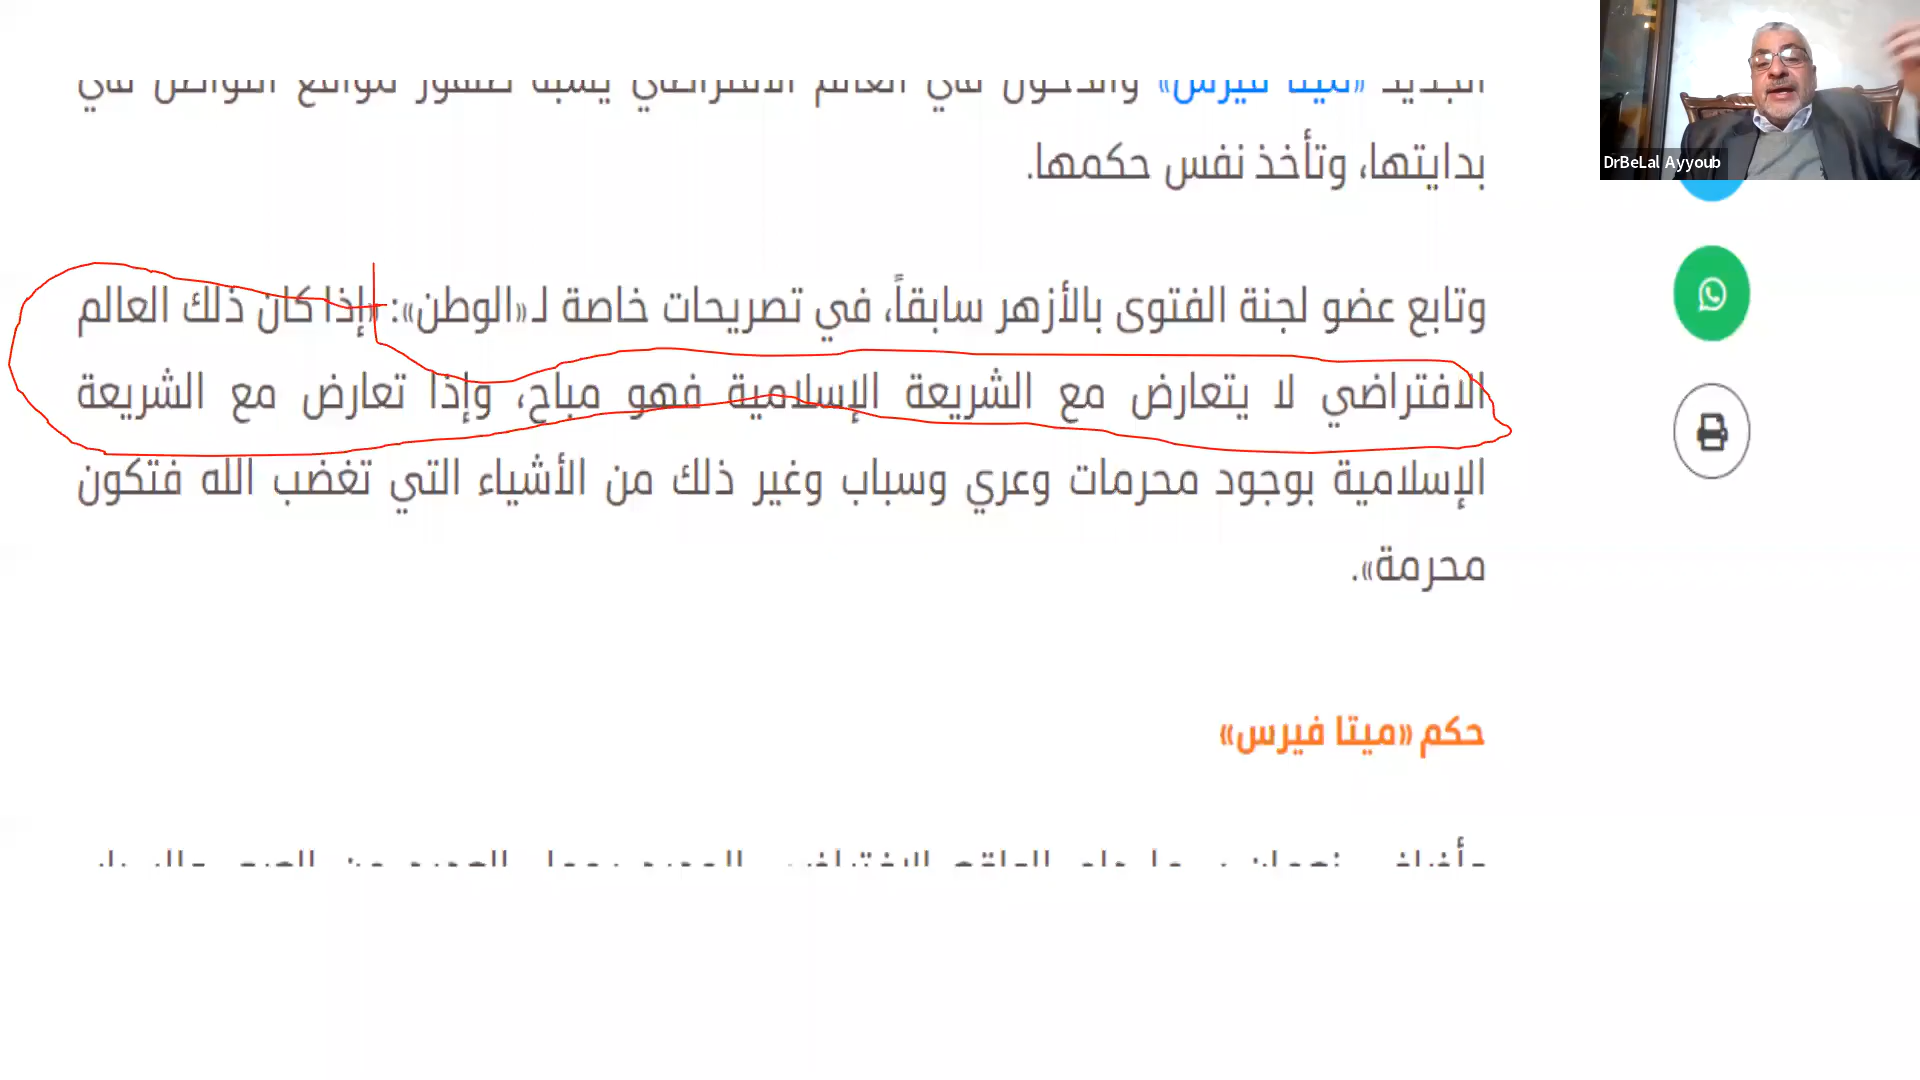 «ميتا فيرس»
بدايتها، وتأخذ نفس حكمها.
وتابع عضو لجنة الفتوى بالأزهر سابقاً، في تصريحات خاصة لـ«الوطن»: «إذا كان ذلك العالم
الافتراضي لا يتعارض مع الشريعة الإسلامية فهو مباح، وإذا تعارض مع الشريعة
الإسلامية بوجود محرمات وعري وسباب وغير ذلك من الأشياء التي تغضب الله فتكون
محرمة».
حكم «ميتا فيرس»
DrBeLal Ayyoub